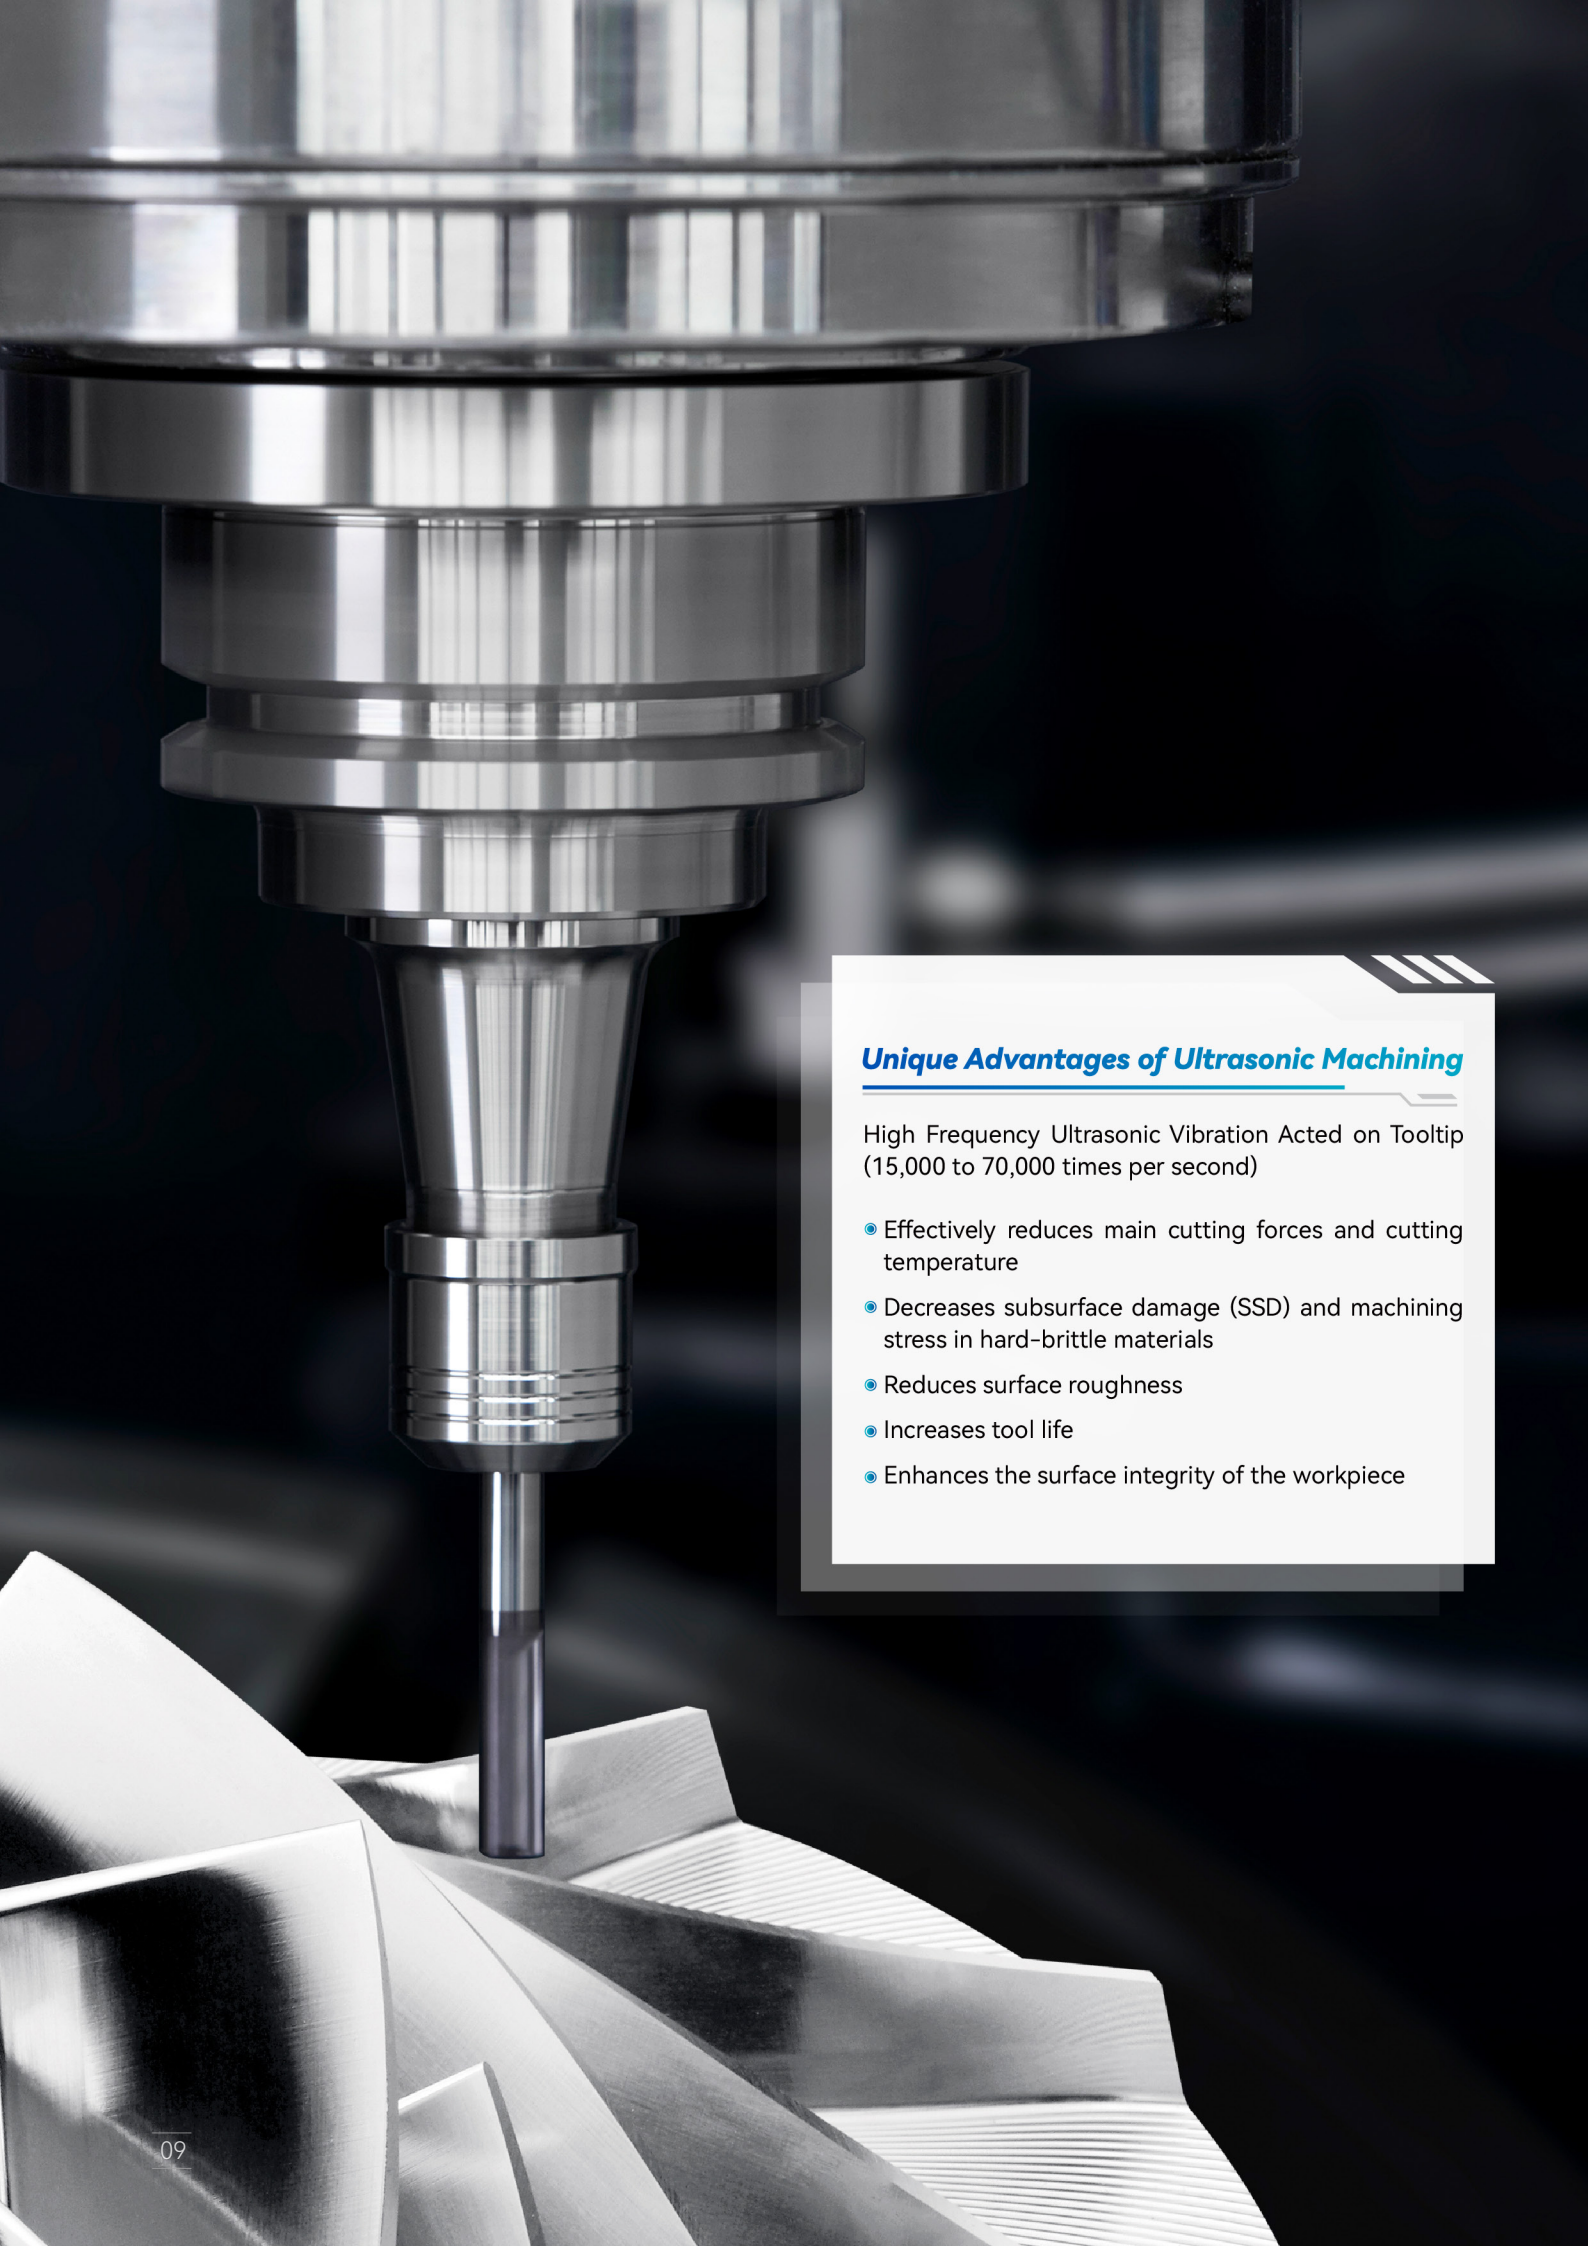 Unique Advantages of Ultrasonic Machining
High Frequency Ultrasonic Vibration Acted on Tooltip
(15,000 to 70,000 times per second)
Effectively reduces main cutting forces and cutting
temperature
Decreases subsurface damage (SSD) and machining
stress in hard-brittle materials
Reduces surface roughness
Increases tool life
Enhances the surface integrity of the workpiece
09